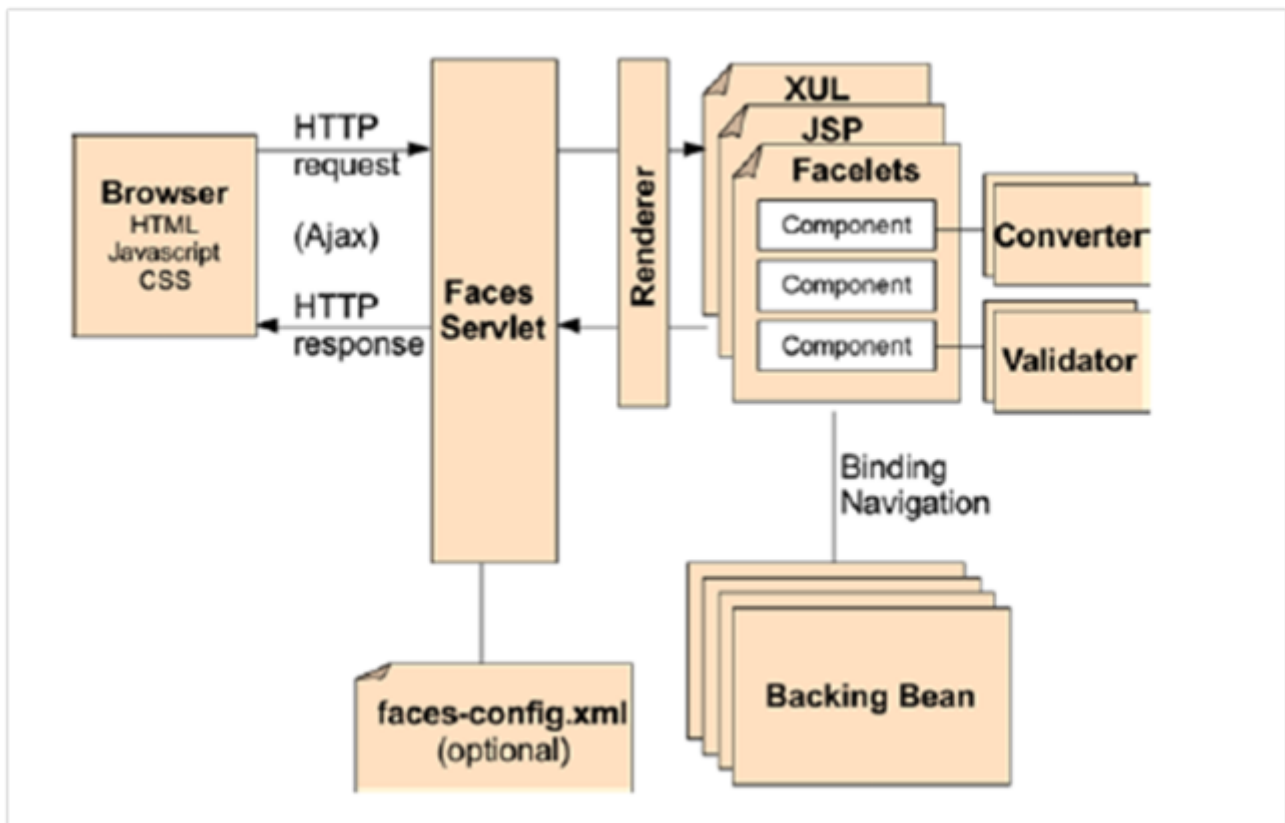 Browser
HTML
Javascript
CSS
HTTP
request
(Ajax)
HTTP
response
Faces
Servlet
Renderer
XUL
JSP
Facelets
Component
Component
Component
Converter
Validator
Binding
Navigation
Backing Bean
faces-config.xml
(optional)